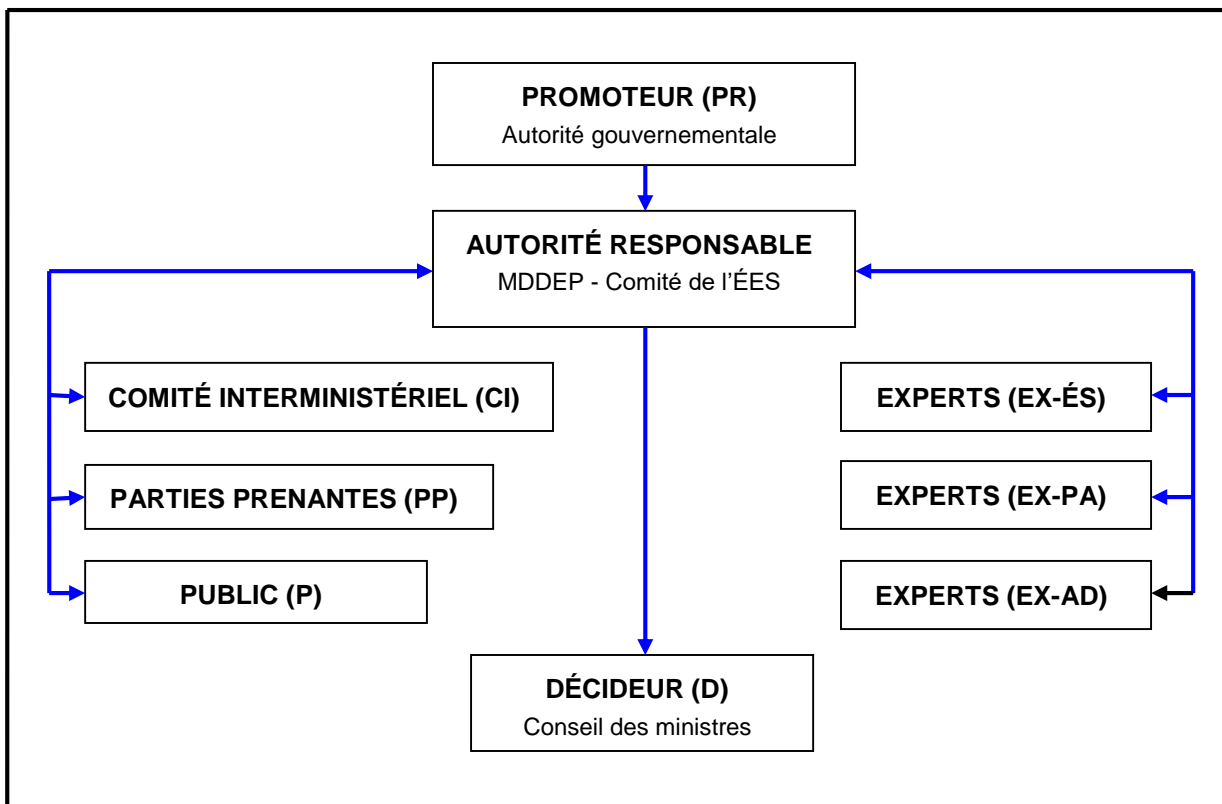 PROMOTEUR (PR)
Autorité gouvernementale
AUTORITÉ RESPONSABLE
MDDEP - Comité de l’ÉES
COMITÉ INTERMINISTÉRIEL (CI)
PARTIES PRENANTES (PP)
PUBLIC (P)
EXPERTS (EX-ÉS)
EXPERTS (EX-PA)
EXPERTS (EX-AD)
DÉCIDEUR (D)
Conseil des ministres